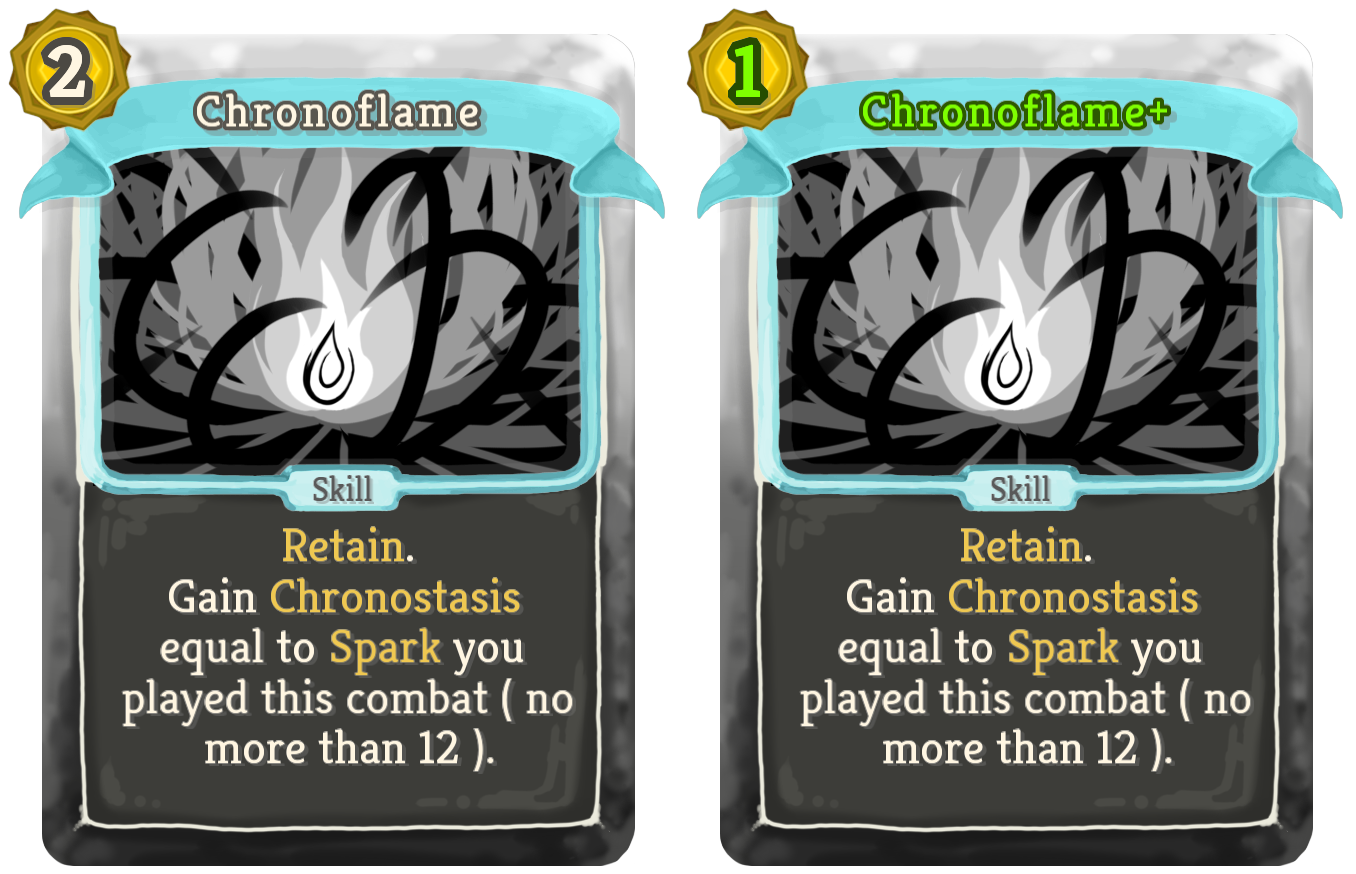 2
Chronoflame
Skill
Retain.
Gain Chronostasis
equal to Spark you
played this combat ( no
more than 12 ).
1
Chronoflame+
Skill
Retain.
Gain Chronostasis
equal to Spark you
played this combat ( no
more than 12 ).